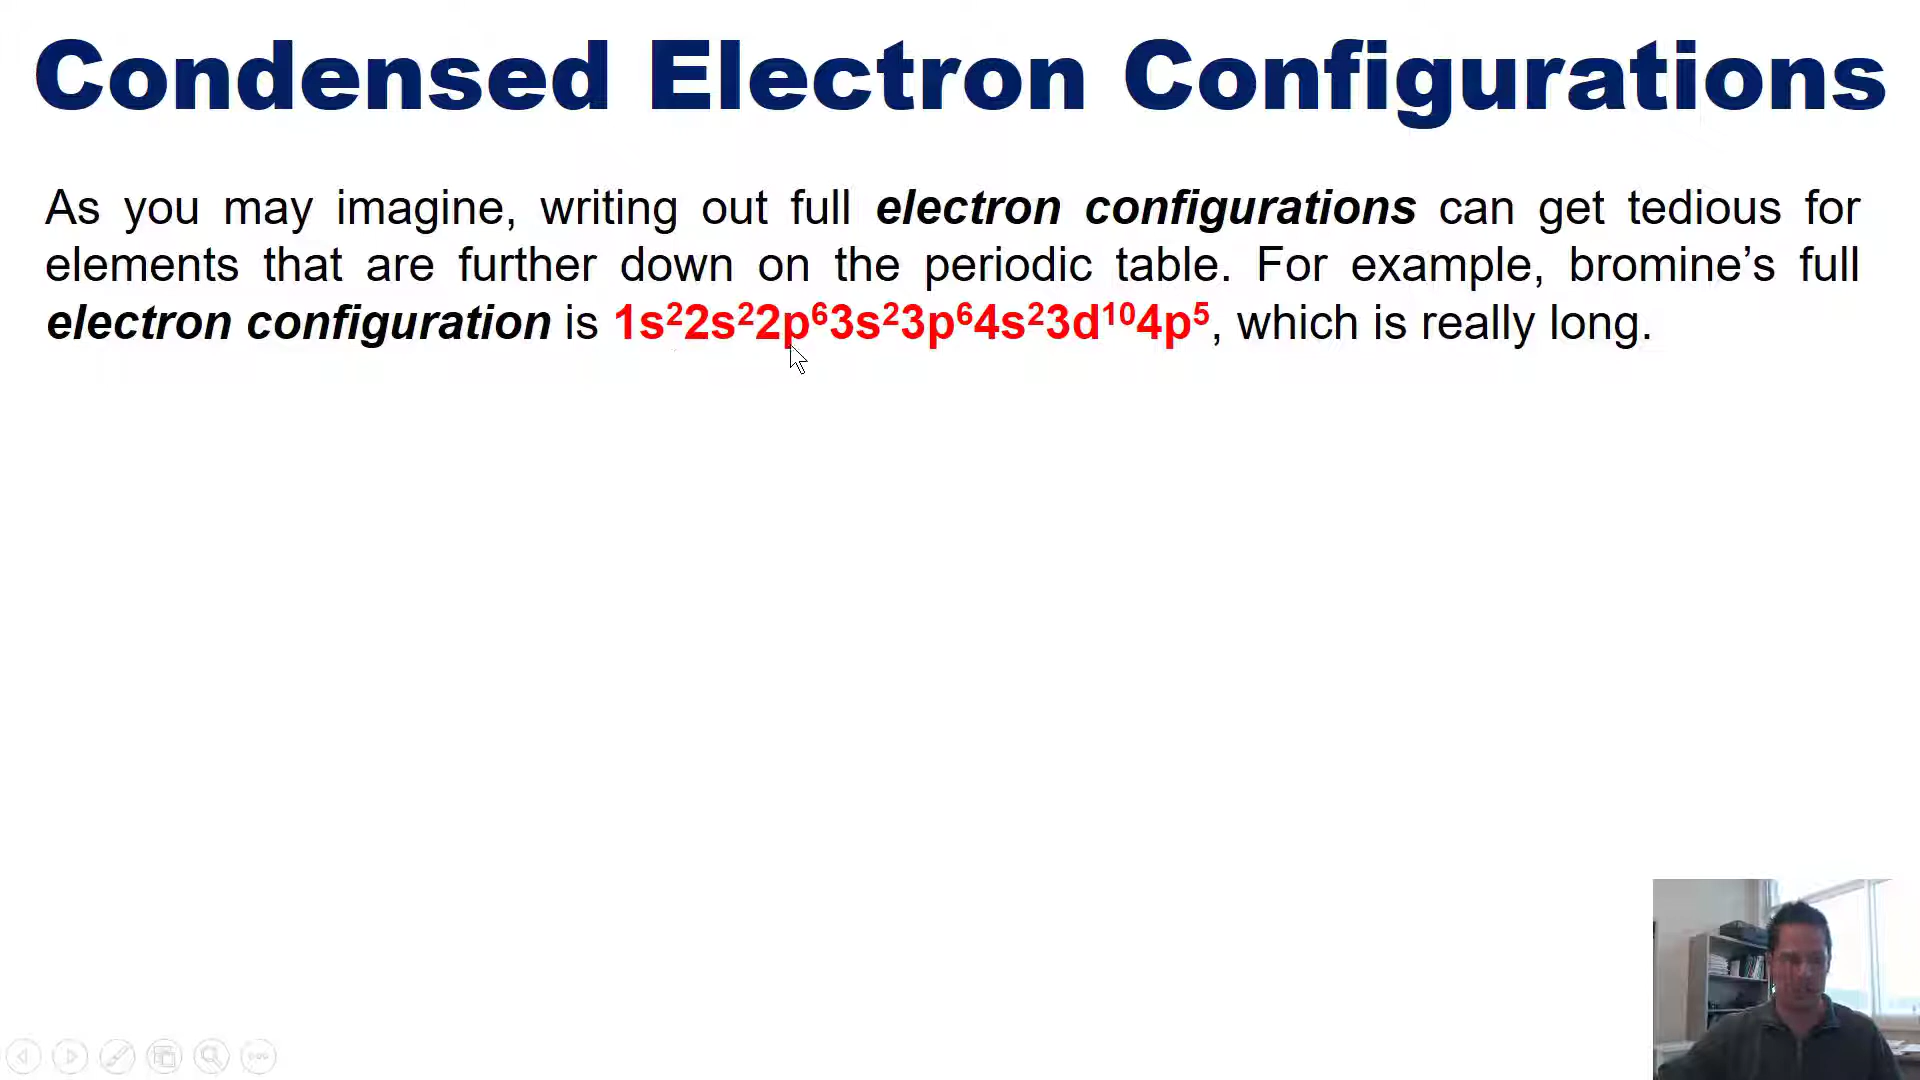 Condensed Electron Configurations
As you may imagine, writing out full electron configurations can get tedious for
elements that are further down on the periodic table. For example, bromine’s full
electron configuration is 1s²2s²2p⁶3s²3p⁶4s²3d¹⁰4p⁵, which is really long.